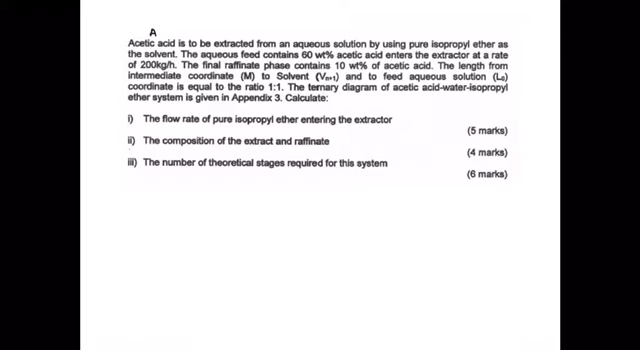 A
Acetic acid is to be extracted from an aqueous solution by using pure isopropyl ether as
the solvent. The aqueous feed contains 60 wt% acetic acid enters the extractor at a rate
of 200kg/h. The final raffinate phase contains 10 wt% of acetic acid. The length from
intermediate coordinate (M) to Solvent (Vₙ₊₁) and to feed aqueous solution (L₀)
coordinate is equal to the ratio 1:1. The ternary diagram of acetic acid-water-isopropyl
ether system is given in Appendix 3. Calculate:
i) The flow rate of pure isopropyl ether entering the extractor
(5 marks)
ii) The composition of the extract and raffinate
(4 marks)
iii) The number of theoretical stages required for this system
(6 marks)